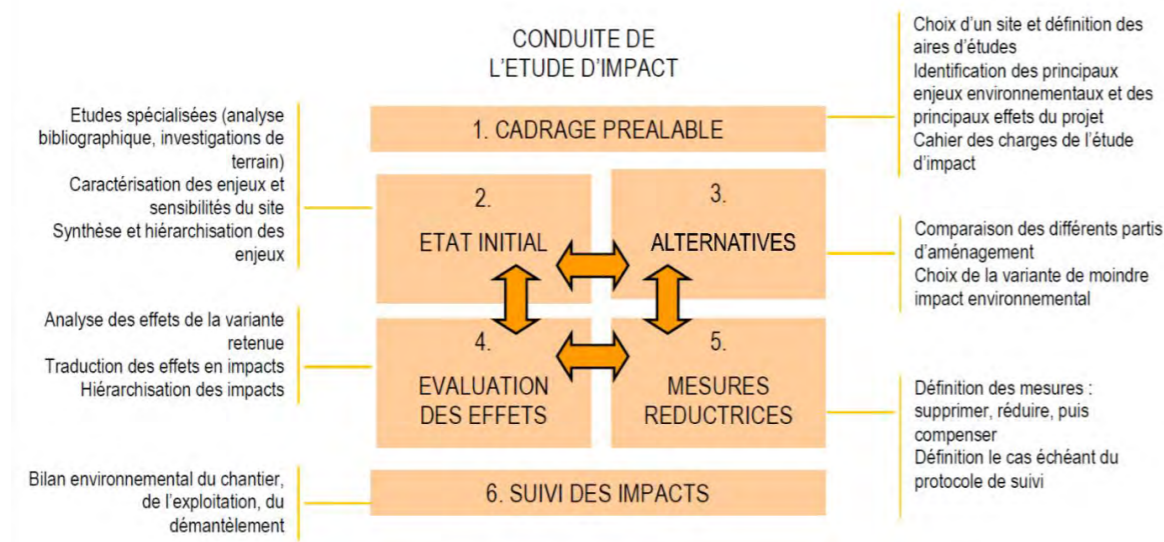 CONDUITE DE
L'ETUDE D'IMPACT
1. CADRAGE PREALABLE
Choix d'un site et définition des
aires d'études
Identification des principaux
enjeux environnementaux et des
principaux effets du projet
Cahier des charges de l'étude
d'impact
Etudes spécialisées (analyse
bibliographique, investigations de
terrain)
Caractérisation des enjeux et
sensibilités du site
Synthèse et hiérarchisation des
enjeux
2.
ETAT INITIAL
3.
ALTERNATIVES
Comparaison des différents partis
d'aménagement
Choix de la variante de moindre
impact environnemental
Analyse des effets de la variante
retenue
Traduction des effets en impacts
Hiérarchisation des impacts
4.
EVALUATION
DES EFFETS
5.
MESURES
REDUCTRICES
Définition des mesures :
supprimer, réduire, puis
compenser
Définition le cas échéant du
protocole de suivi
Bilan environnemental du chantier,
de l'exploitation, du
démantèlement
6. SUIVI DES IMPACTS